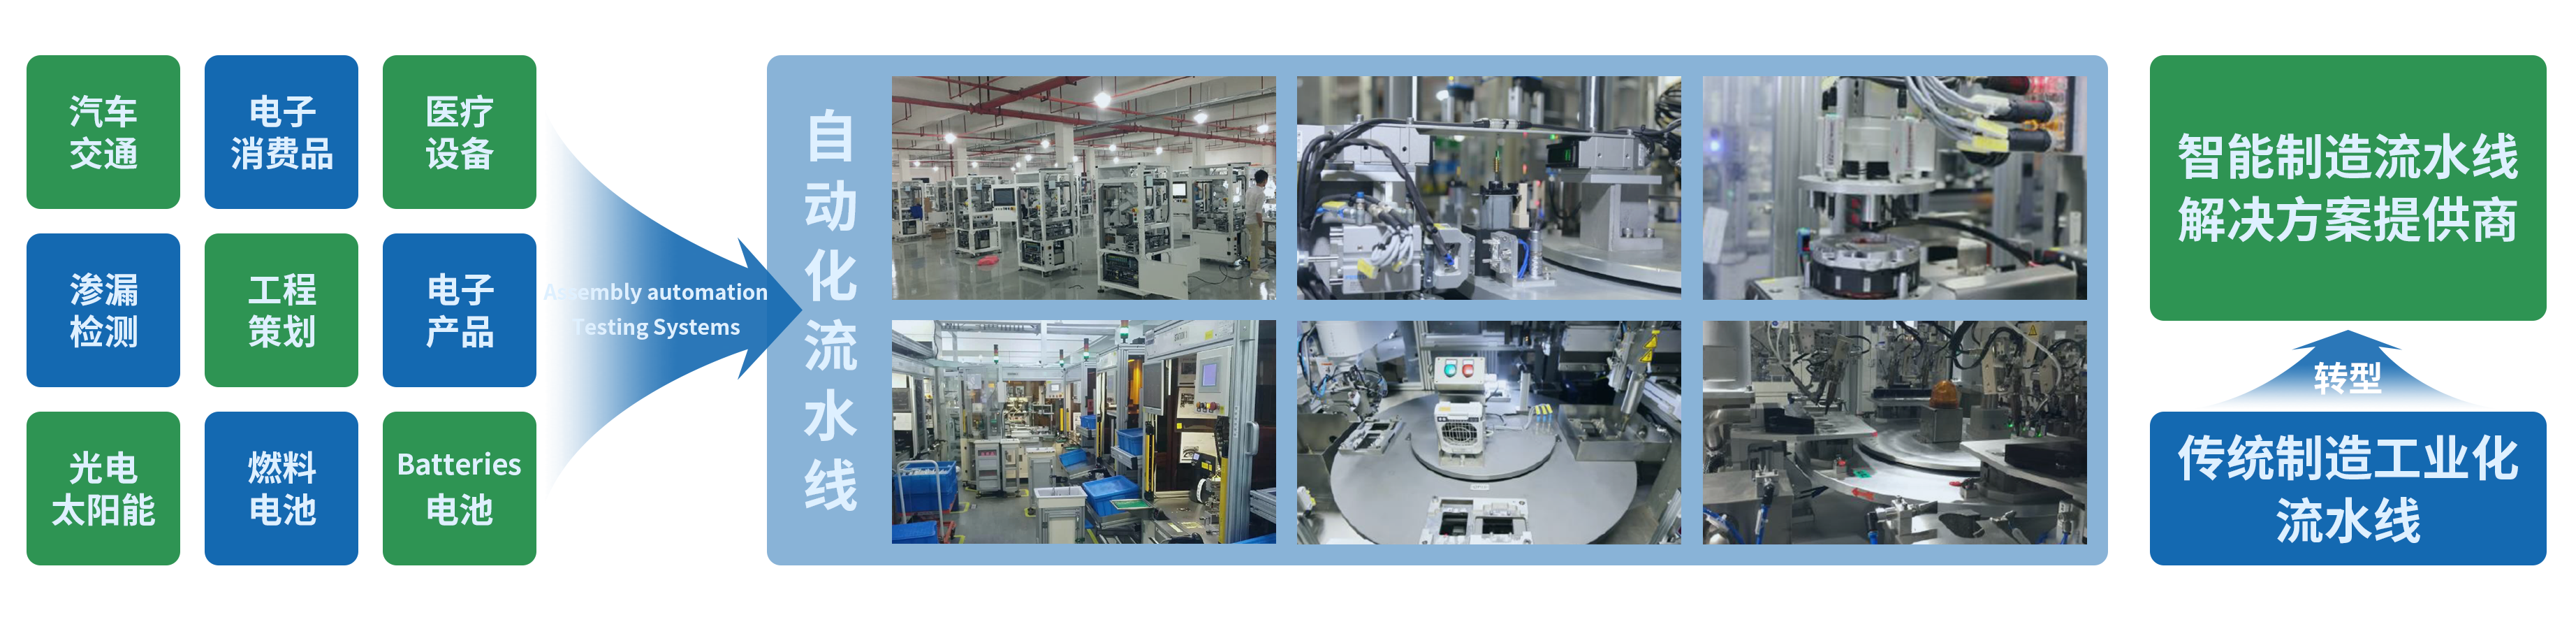 汽车
交通
电子
消费品
医疗
设备
渗漏
检测
工程
策划
电子
产品
光电
太阳能
燃料
电池
Batteries
电池
Assembly automation
Testing Systems
自动化流水线
智能制造流水线
解决方案提供商
转型
传统制造工业化
流水线